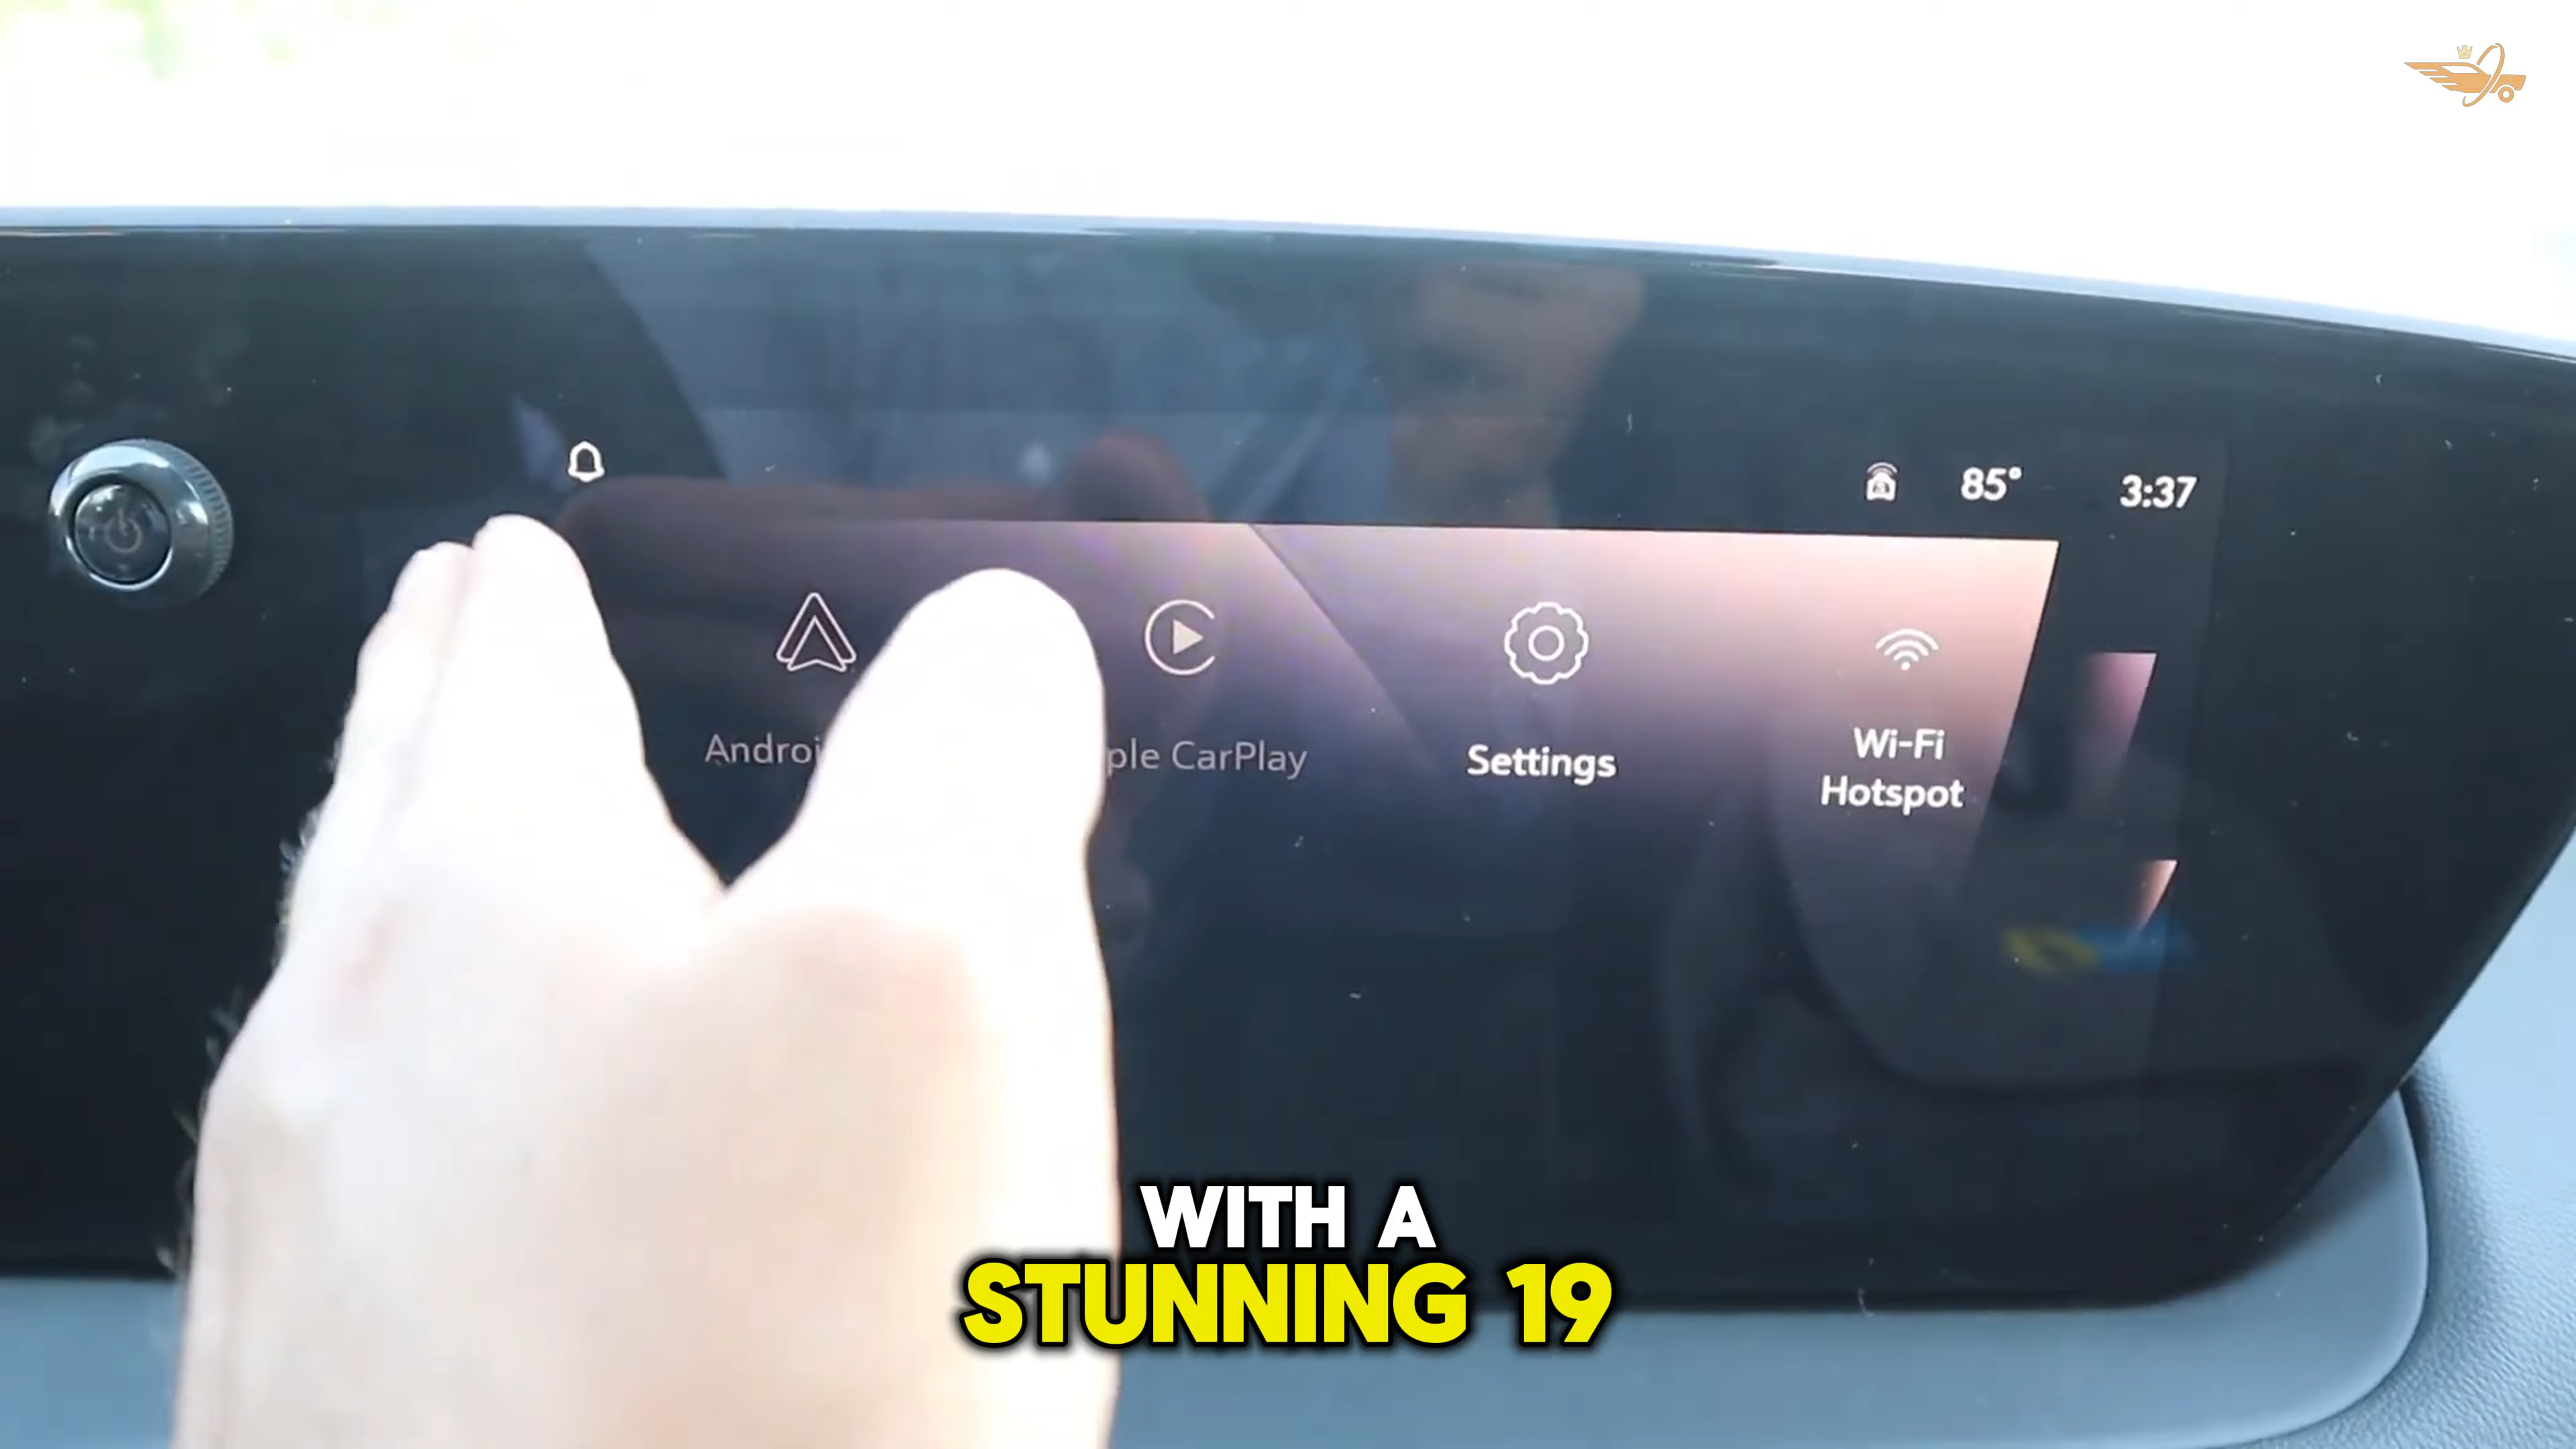 85° 3:37
Androi
ple CarPlay
Settings
Wi-Fi
Hotspot
WITH A
STUNNING 19